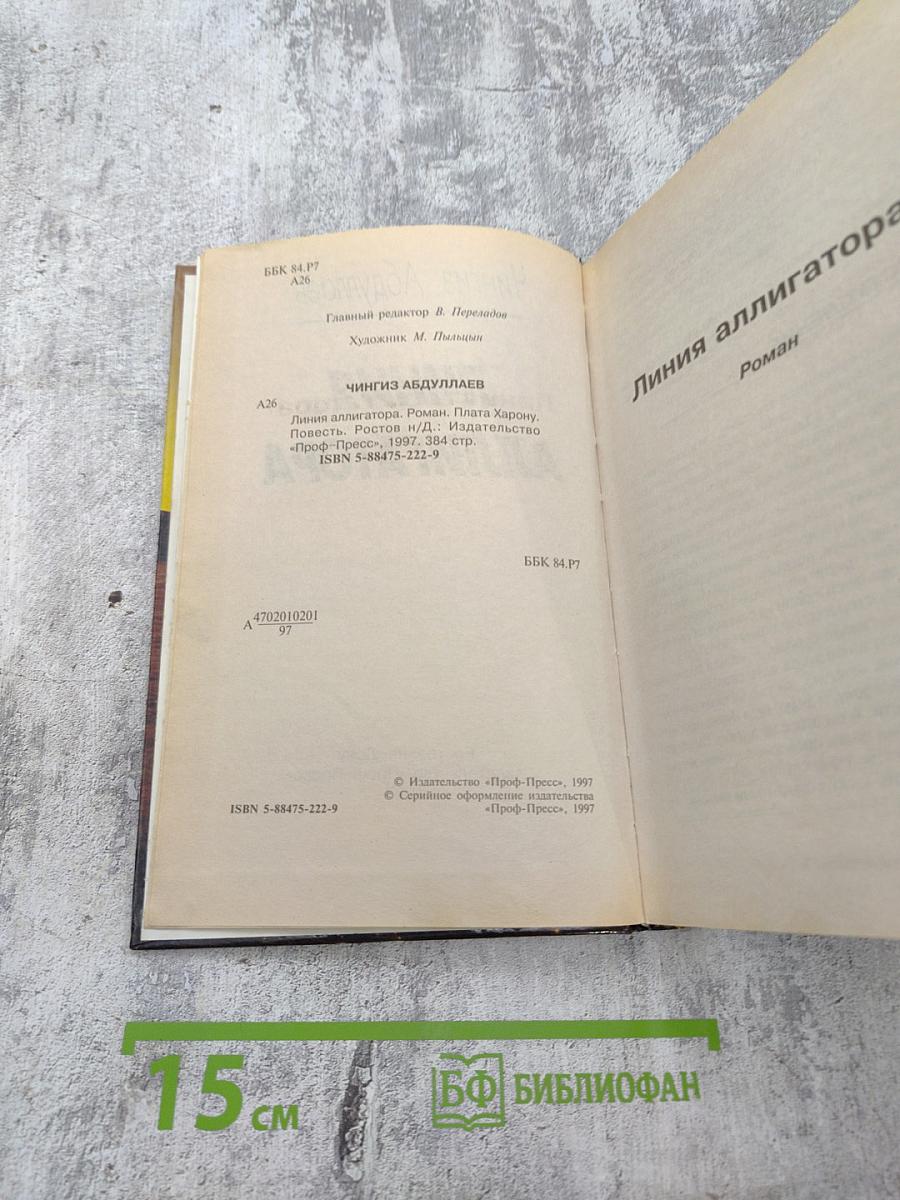 ББК 84.Р7
А26
Главный редактор В. Переладов
Художник М. Пыльцын
ЧИНГИЗ АБДУЛЛАЕВ
А26
Линия аллигатора. Роман. Плата Харону.
Повесть. Ростов н/Д.: Издательство
«Проф-Пресс», 1997. 384 стр.
ISBN 5-88475-222-9
ББК 84.Р7
А 4702010201
97
© Издательство «Проф-Пресс», 1997
© Серийное оформление издательства
«Проф-Пресс», 1997
ISBN 5-88475-222-9
Линия аллигатора
Роман
15 см
БФ БИБЛИОФАН